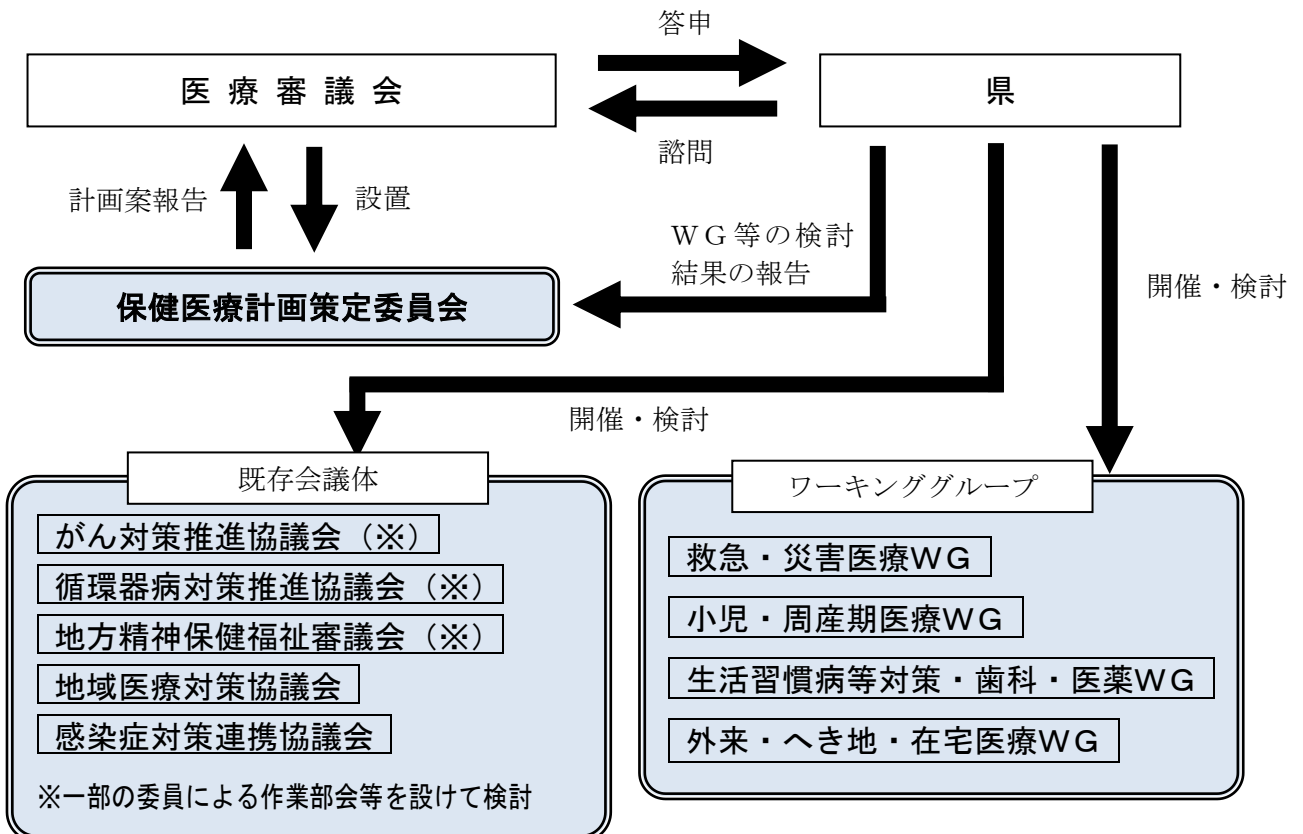 答申
医療審議会
県
諮問
計画案報告
設置
ＷＧ等の検討
結果の報告
開催・検討
保健医療計画策定委員会
開催・検討
既存会議体
がん対策推進協議会（※）
循環器病対策推進協議会（※）
地方精神保健福祉審議会（※）
地域医療対策協議会
感染症対策連携協議会
※一部の委員による作業部会等を設けて検討
ワーキンググループ
救急・災害医療ＷＧ
小児・周産期医療ＷＧ
生活習慣病等対策・歯科・医薬ＷＧ
外来・へき地・在宅医療ＷＧ